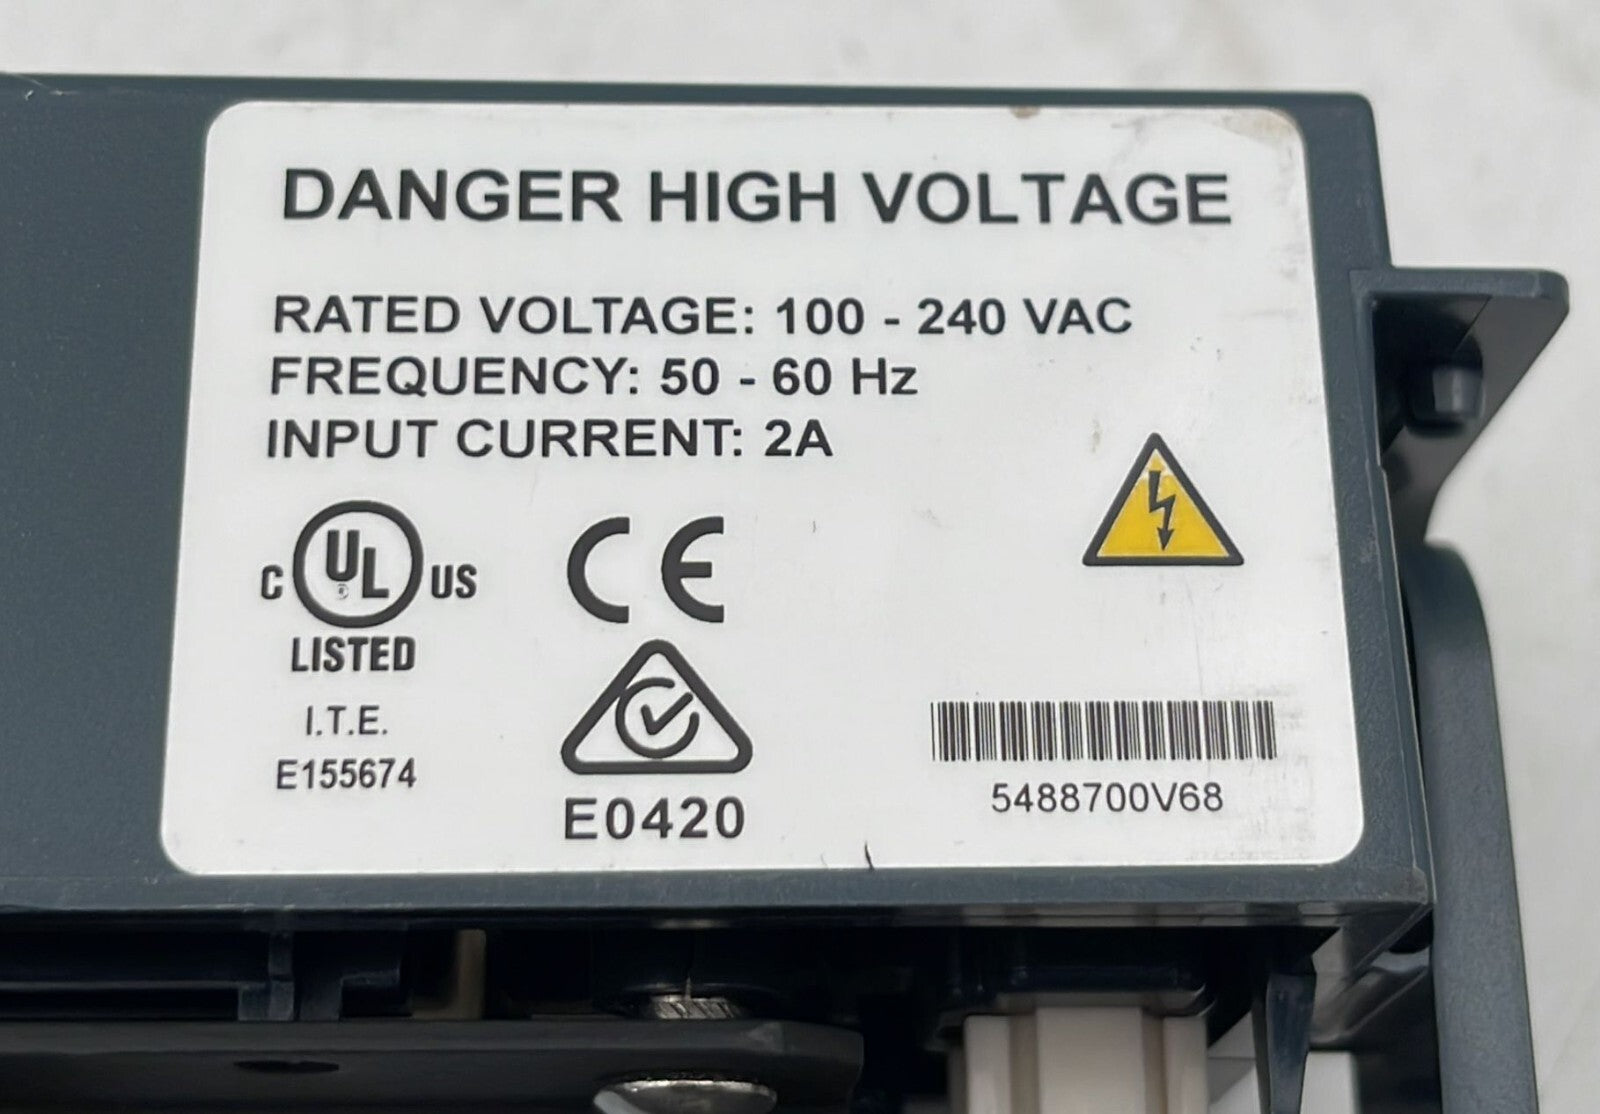 DANGER HIGH VOLTAGE
RATED VOLTAGE: 100 - 240 VAC
FREQUENCY: 50 - 60 Hz
INPUT CURRENT: 2A
C UL® US
LISTED
I.T.E.
E155674
CE
E0420
5488700V68